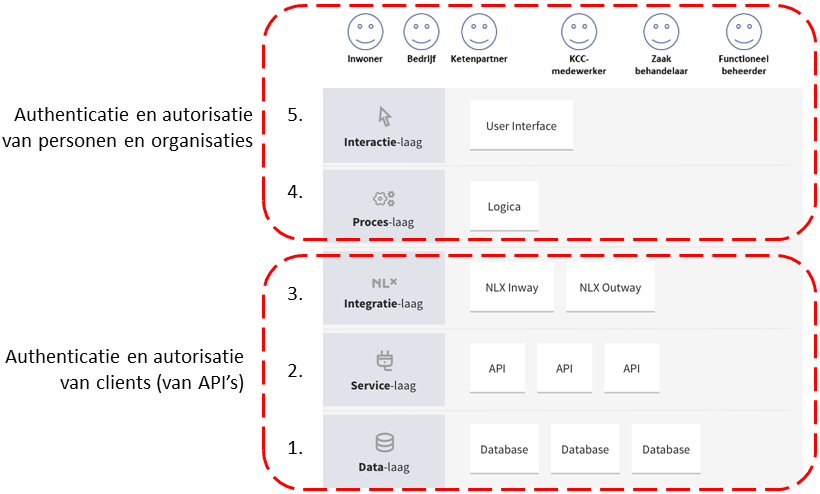 Inwoner
Bedrijf
Ketenpartner
KCC-
medewerker
Zaak
behandelaar
Functioneel
beheerder
Authenticatie en autorisatie
van personen en organisaties
5.
Interactie-laag
User Interface
4.
Proces-laag
Logica
Authenticatie en autorisatie
van clients (van API’s)
3.
NLX
Integratie-laag
NLX Inway
NLX Outway
2.
Service-laag
API
API
API
1.
Data-laag
Database
Database
Database